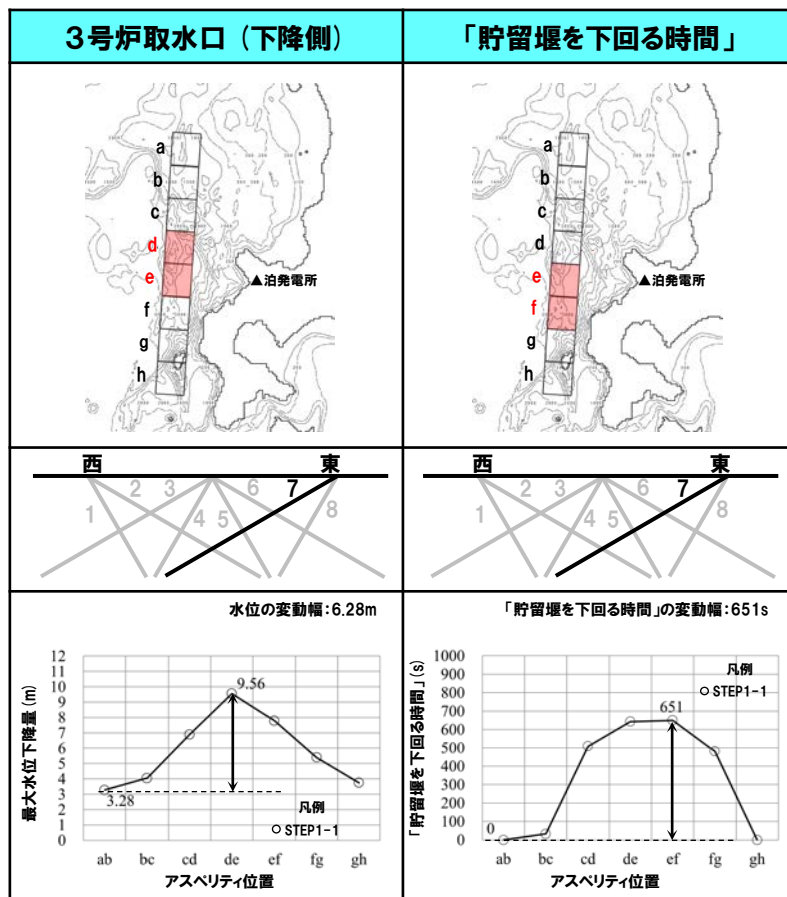 3号炉取水口（下降側）
「貯留堰を下回る時間」
a
b
c
d
e
f
g
h
▲泊発電所
a
b
c
d
e
f
g
h
▲泊発電所
西
東
1
2
3
4
5
6
7
8
西
東
1
2
3
4
5
6
7
8
水位の変動幅:6.28m
最大水位下降量(m)
12
11
10
9
8
7
6
5
4
3
2
1
0
9.56
3.28
凡例
○STEP1-1
ab bc cd de ef fg gh
アスペリティ位置
「貯留堰を下回る時間」の変動幅:651s
「貯留堰を下回る時間」(s)
1000
900
800
700
600
500
400
300
200
100
0
凡例
○STEP1-1
651
0
ab bc cd de ef fg gh
アスペリティ位置